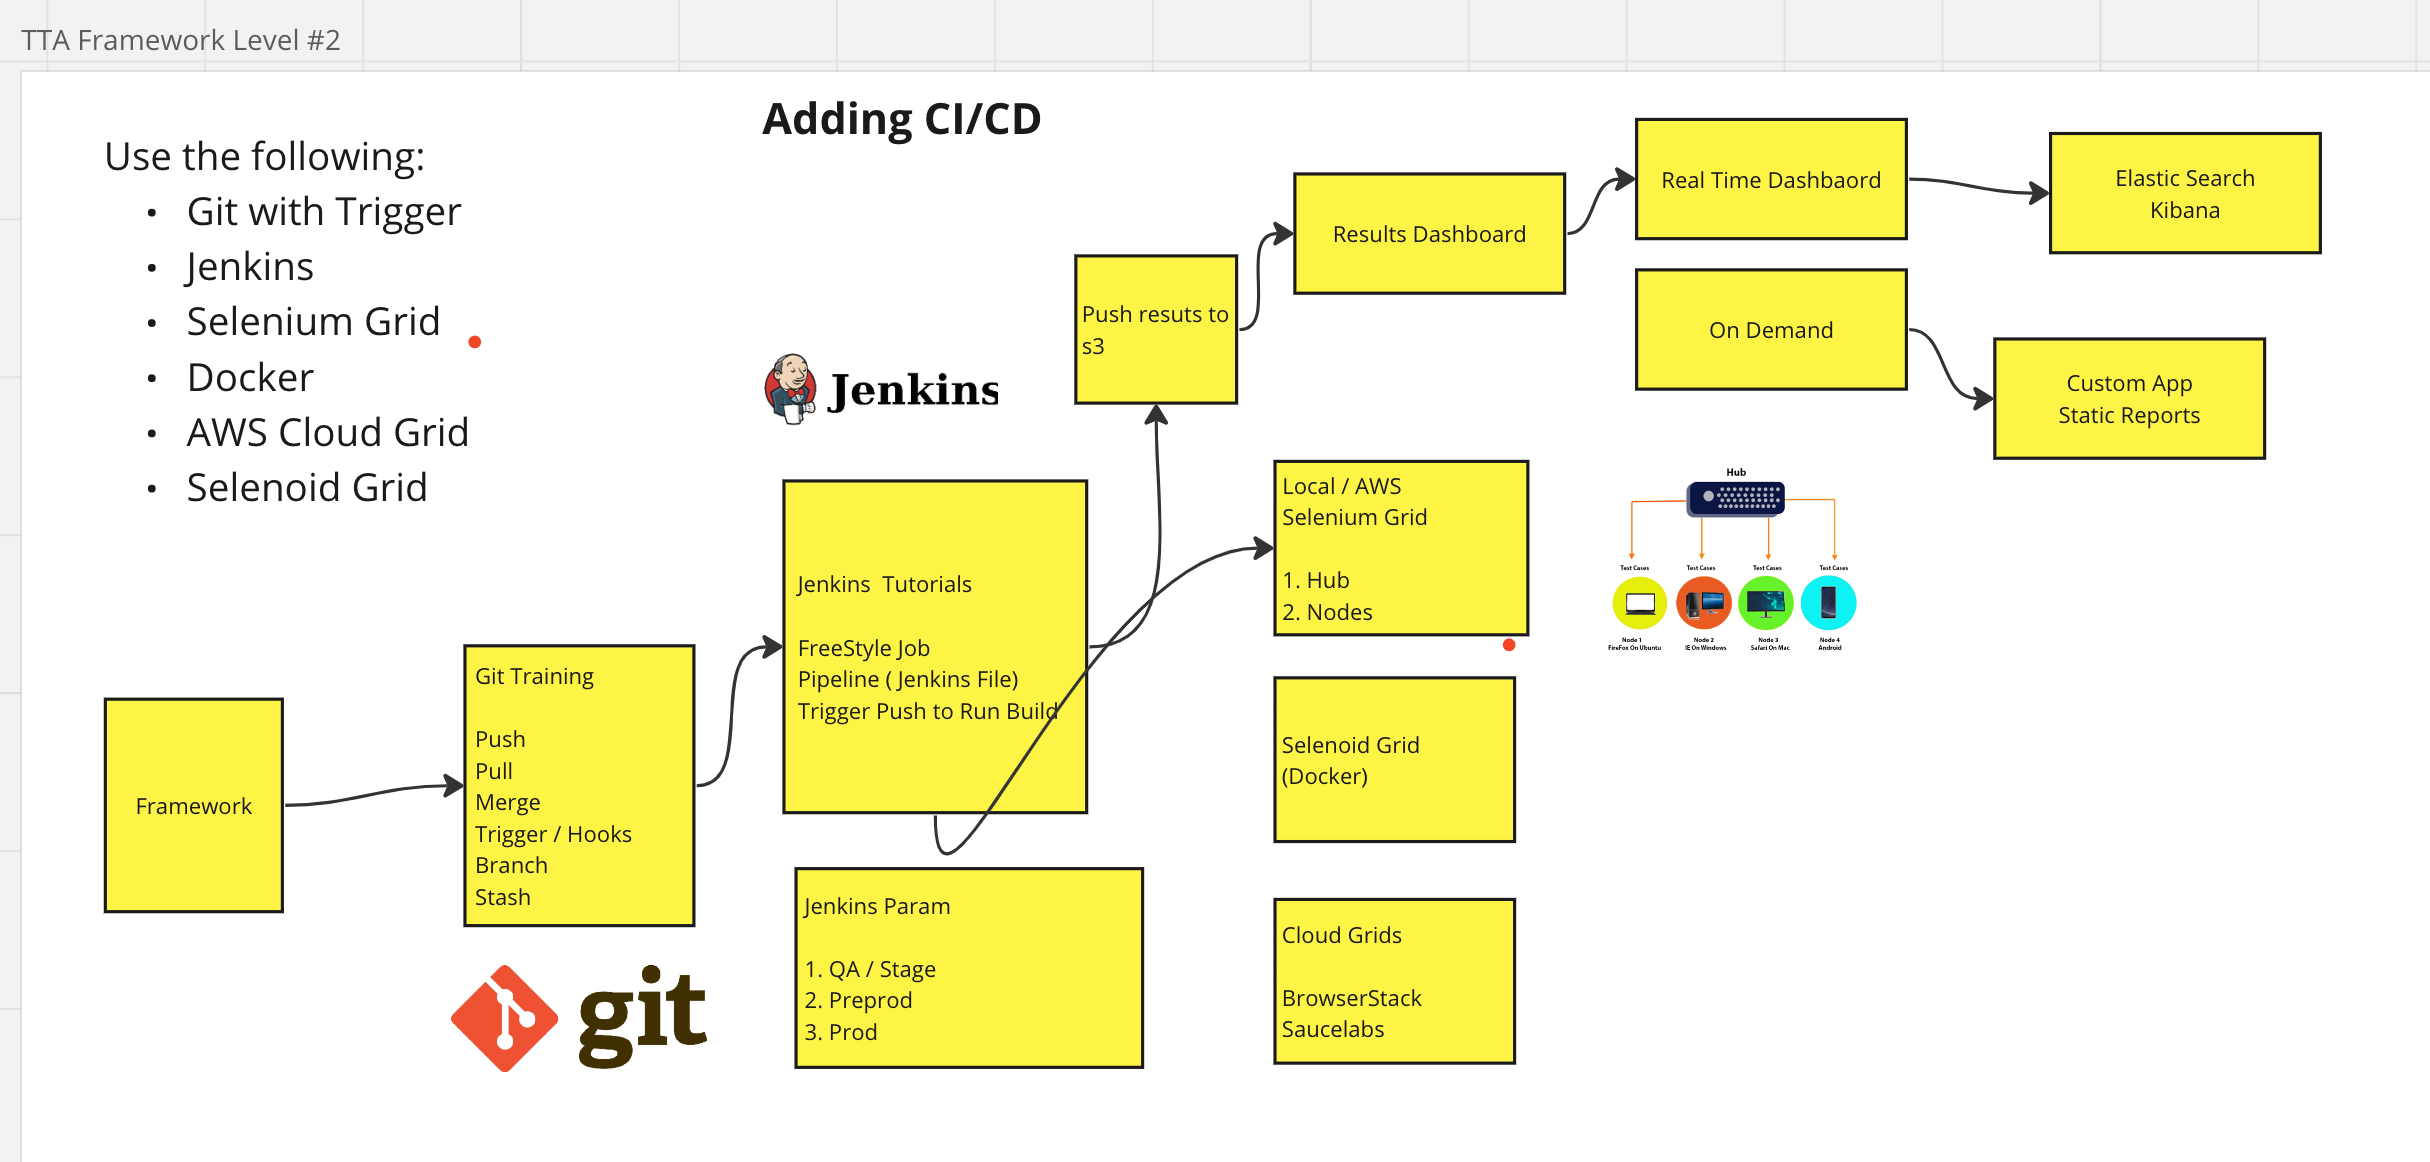 TTA Framework Level #2
Adding CI/CD
Use the following:
• Git with Trigger
• Jenkins
• Selenium Grid
• Docker
• AWS Cloud Grid
• Selenoid Grid
Framework
Git Training
Push
Pull
Merge
Trigger / Hooks
Branch
Stash
git
Jenkins
Jenkins  Tutorials
FreeStyle Job
Pipeline ( Jenkins File)
Trigger Push to Run Build
Jenkins Param
1. QA / Stage
2. Preprod
3. Prod
Push resuts to
s3
Results Dashboard
Real Time Dashbaord
Elastic Search
Kibana
On Demand
Custom App
Static Reports
Local / AWS
Selenium Grid
1. Hub
2. Nodes
Selenoid Grid
(Docker)
Cloud Grids
BrowserStack
Saucelabs
Hub
Test Cases
Test Cases
Test Cases
Test Cases
Node 1
FireFox On Ubuntu
Node 2
IE On Windows
Node 3
Safari On Mac
Node 4
Android